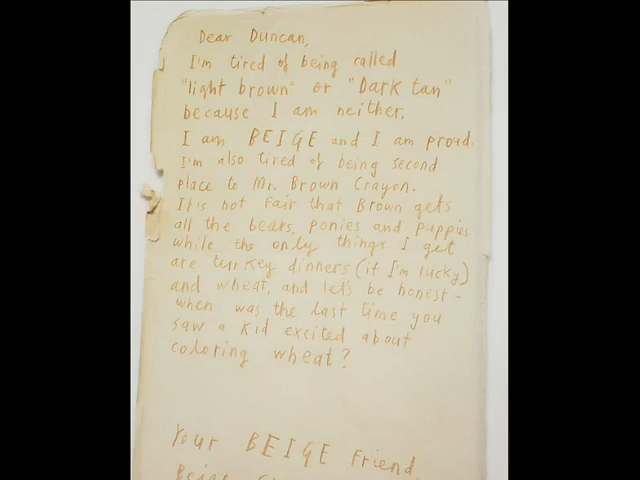 Dear Duncan,
I'm tired of being called
"light brown" or "Dark tan"
because I am neither.
I am BEIGE and I am proud.
I'm also tired of being second
place to Mr. Brown Crayon.
It's not fair that Brown gets
all the bears, ponies and puppies
while the only things I get
are turkey dinners (if I'm lucky)
and wheat, and let's be honest -
when was the last time you
saw a kid excited about
coloring wheat?
Your BEIGE friend,
Beige